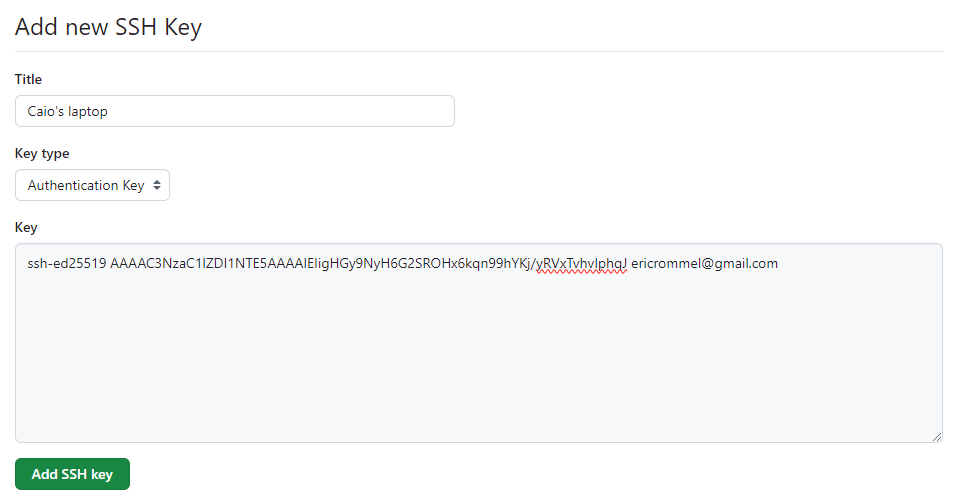 Add new SSH Key
Title
Caio's laptop
Key type
Authentication Key
Key
ssh-ed25519 AAAAC3NzaC1lZDI1NTE5AAAAIEIigHGy9NyH6G2SROHx6kqn99hYKj/yRVxTvhvIphqJ ericrommel@gmail.com
Add SSH key